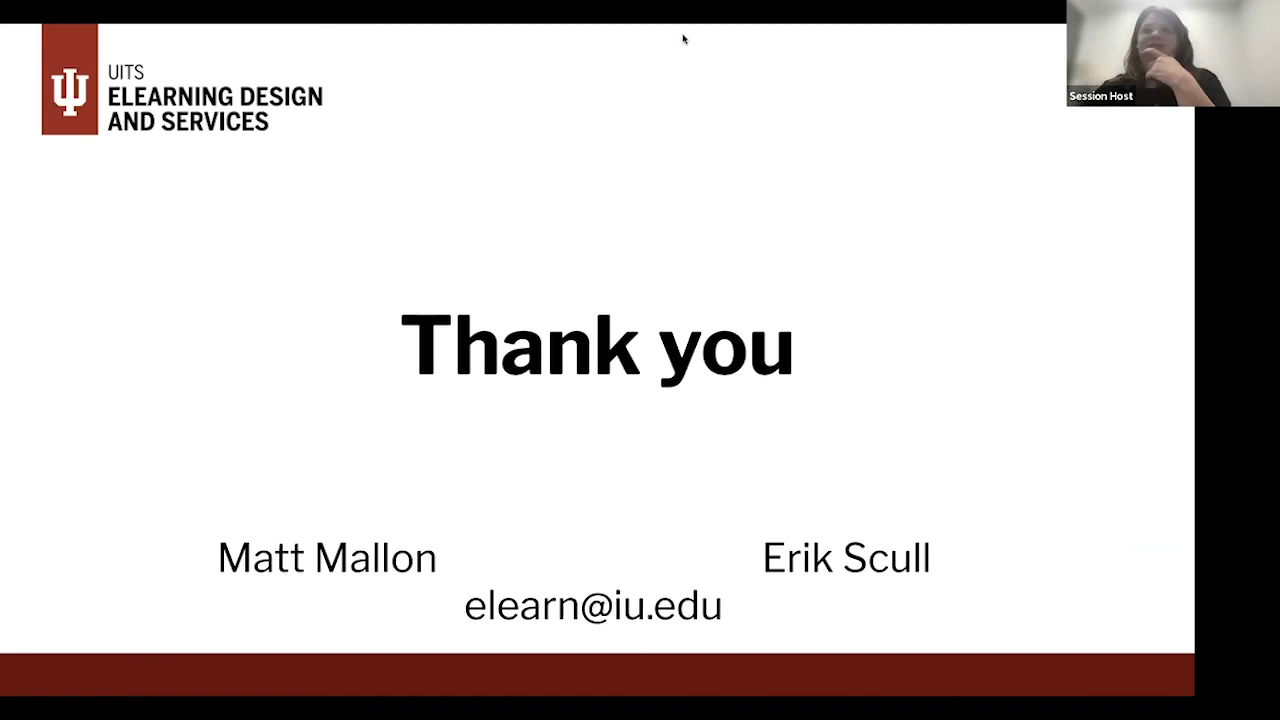 UITS
ELEARNING DESIGN
AND SERVICES
Session Host
Thank you
Matt Mallon
Erik Scull
elearn@iu.edu